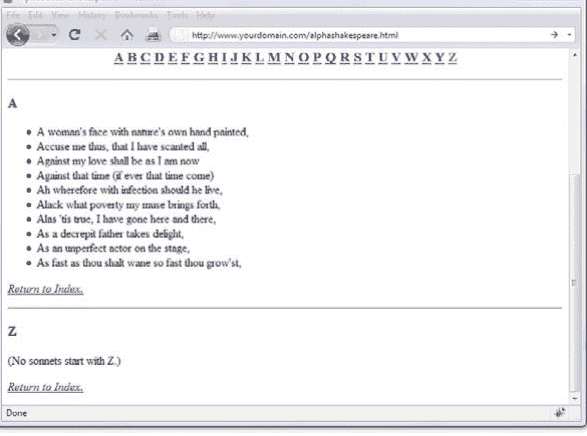 File Edit View History Bookmarks Tools Help
http://www.yourdomain.com/alphashakespeare.html
A B C D E F G H I J K L M N O P Q R S T U V W X Y Z
A
• A woman's face with nature's own hand painted,
• Accuse me thus, that I have scanted all,
• Against my love shall be as I am now
• Against that time (if ever that time come)
• Ah wherefore with infection should he live,
• Alack what poverty my muse brings forth,
• Alas 'tis true, I have gone here and there,
• As a decrepit father takes delight,
• As an unperfect actor on the stage,
• As fast as thou shalt wane so fast thou grow'st,
Return to Index.
Z
(No sonnets start with Z.)
Return to Index.
Done